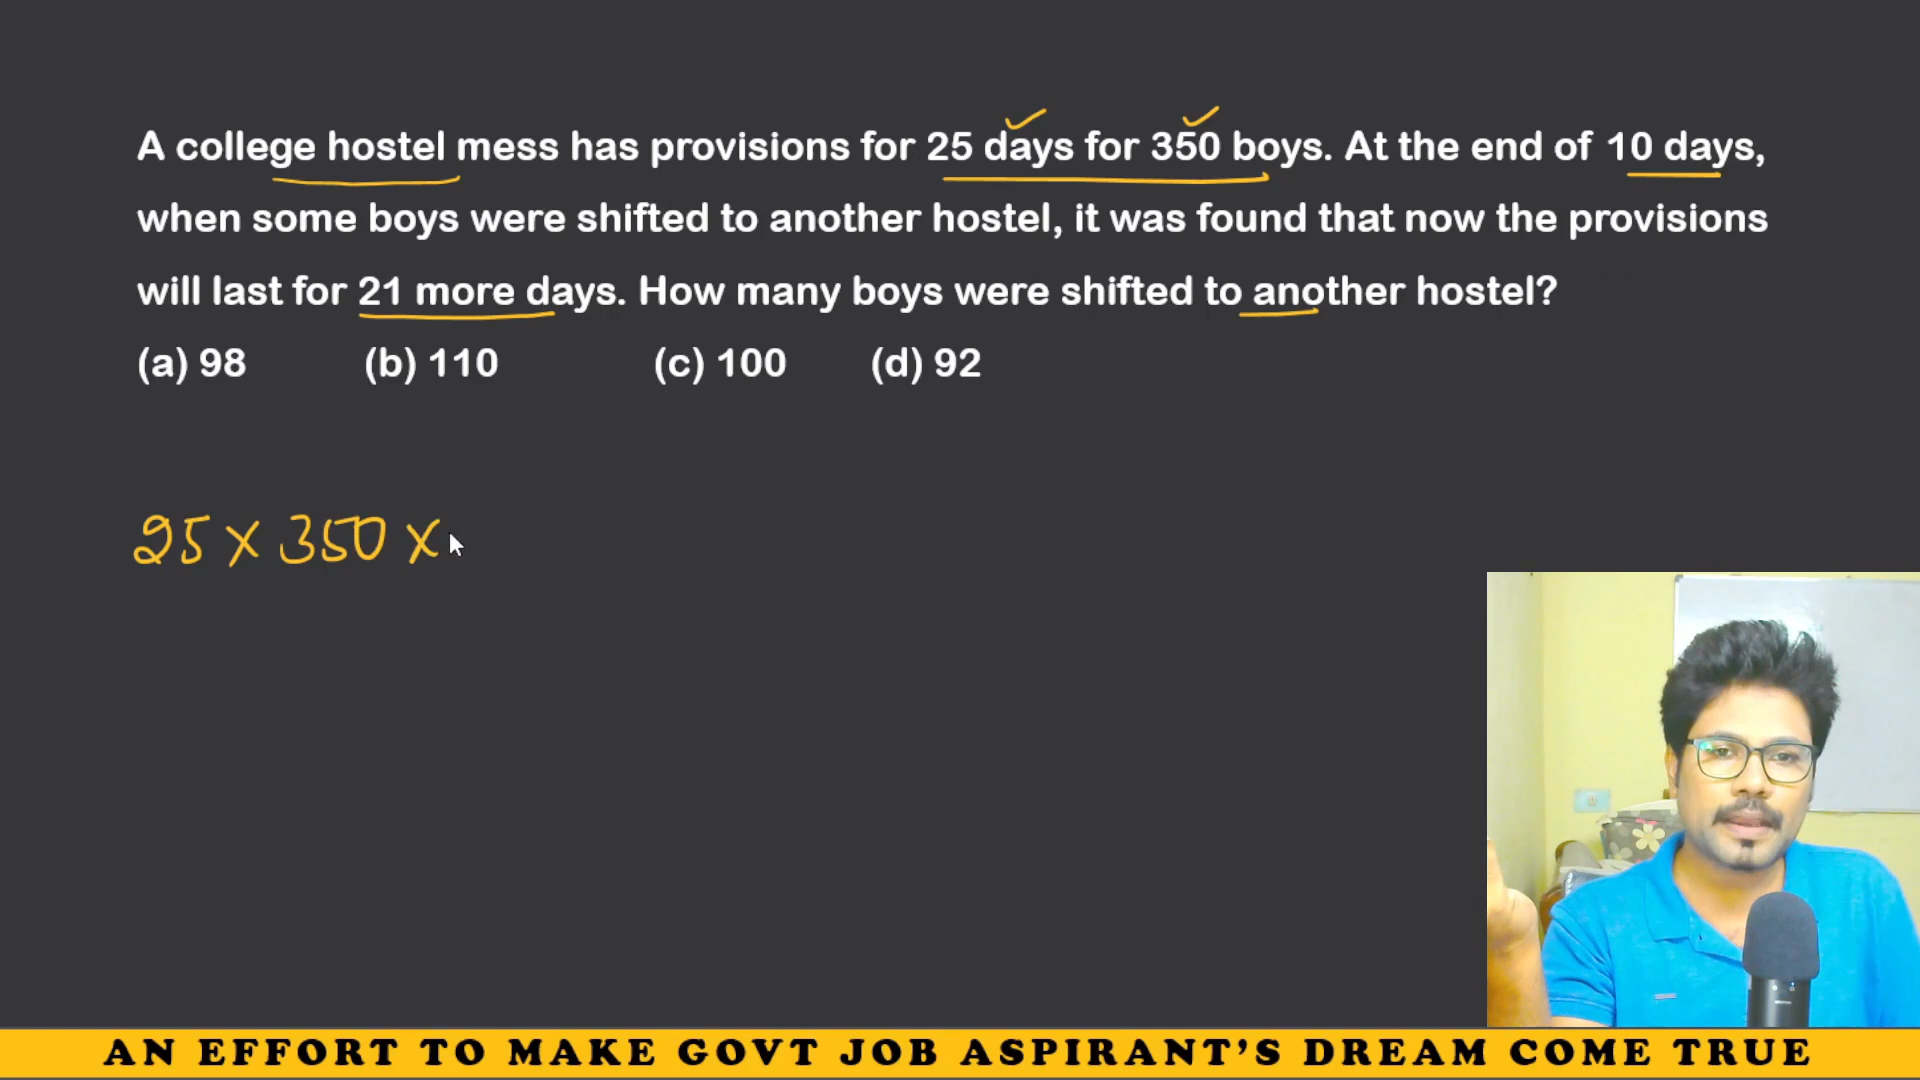 A college hostel mess has provisions for 25 days for 350 boys. At the end of 10 days,
when some boys were shifted to another hostel, it was found that now the provisions
will last for 21 more days. How many boys were shifted to another hostel?
(a) 98 (b) 110 (c) 100 (d) 92
25 × 350 ×
AN EFFORT TO MAKE GOVT JOB ASPIRANT’S DREAM COME TRUE